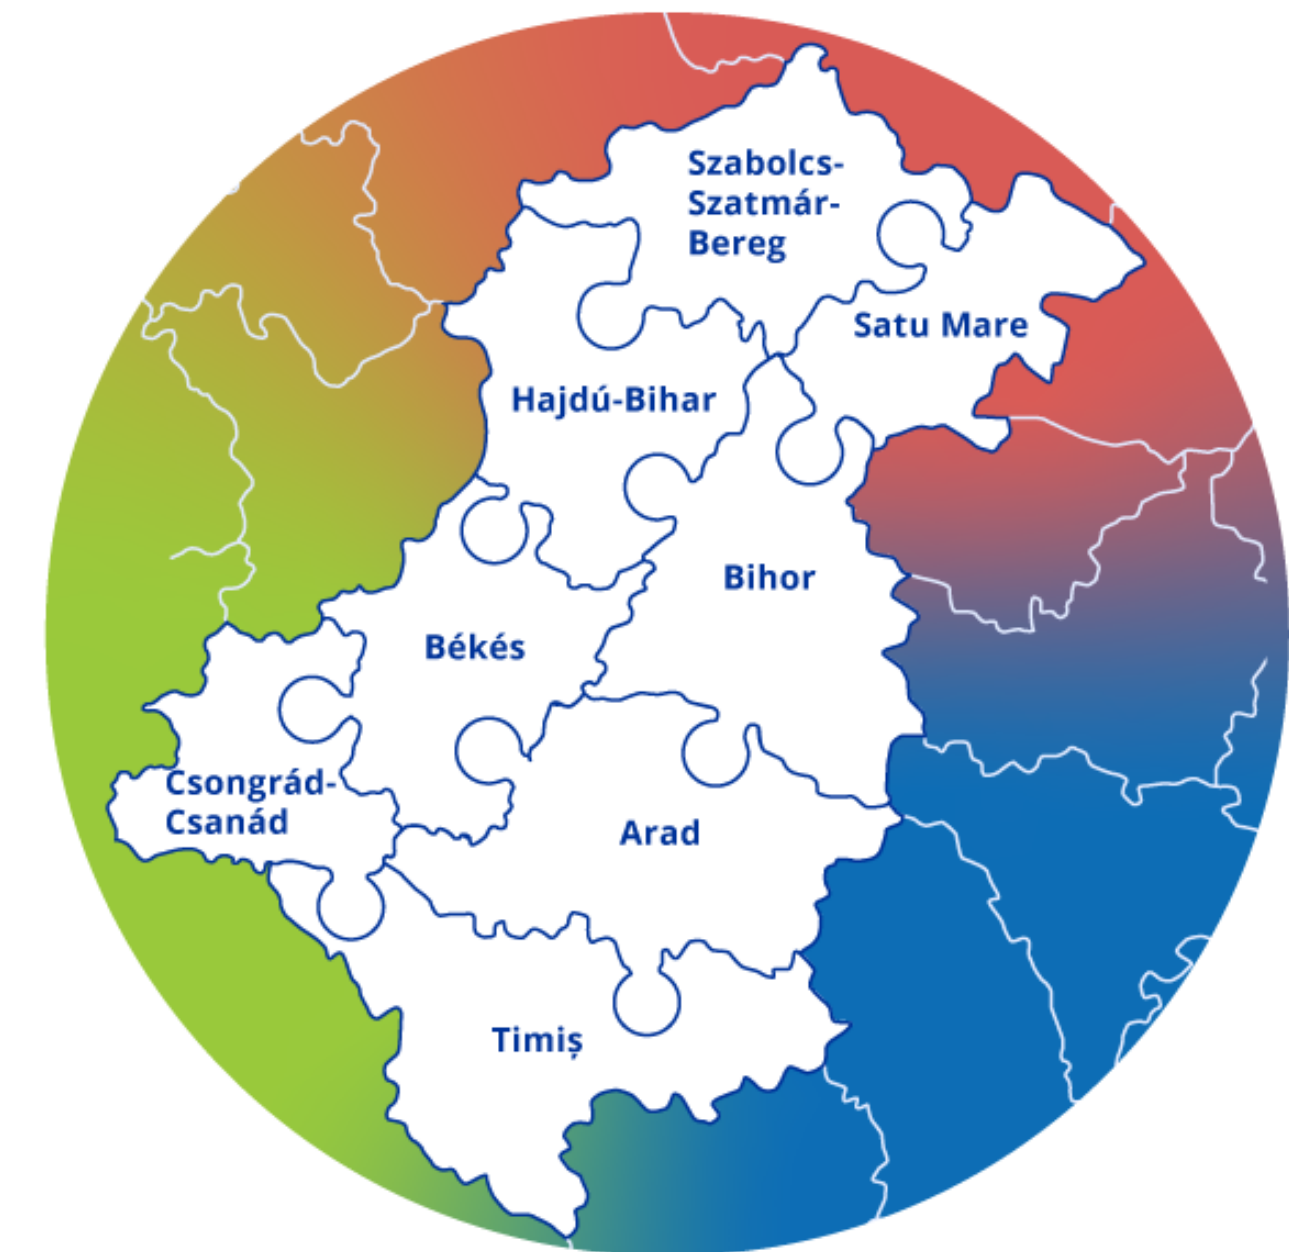 Szabolcs-
Szatmár-
Bereg
Satu Mare
Hajdú-Bihar
Bihor
Békés
Csongrád-
Csanád
Arad
Timiș